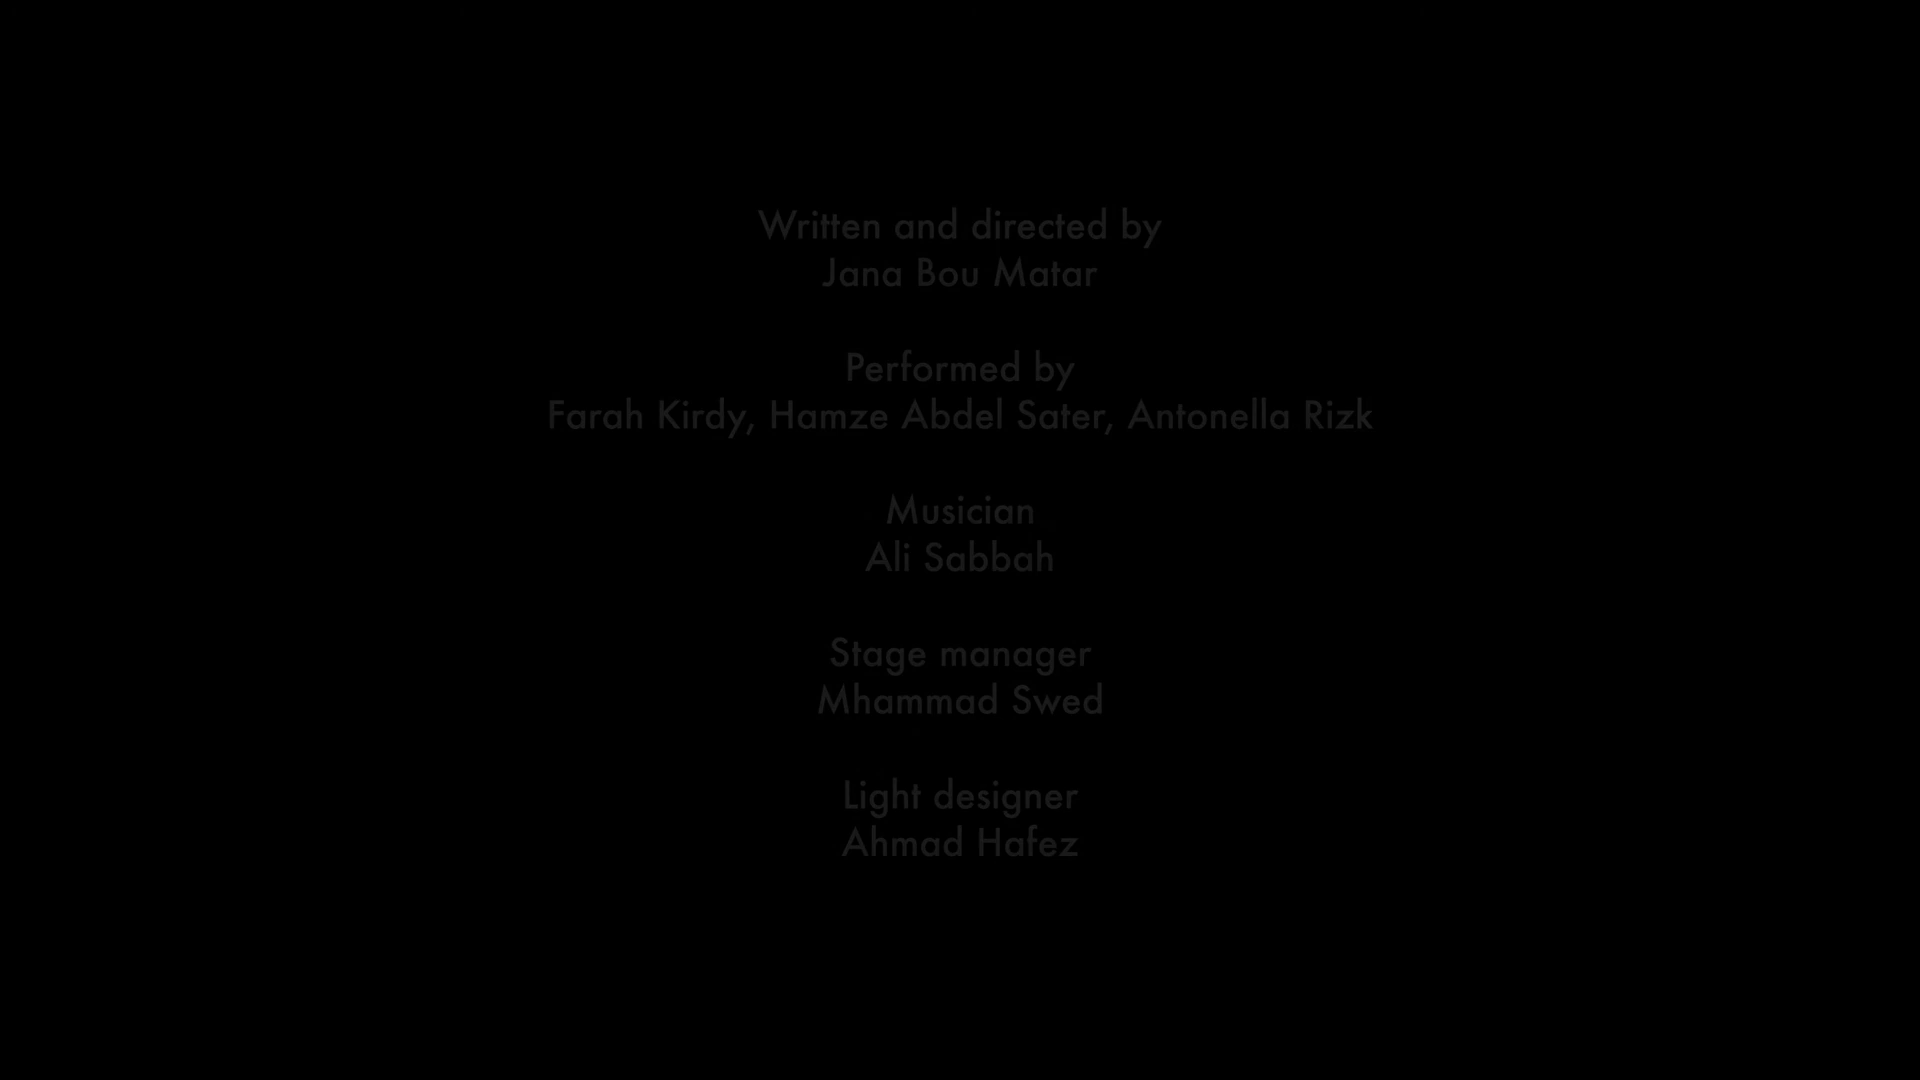 Written and directed by
Jana Bou Matar
Performed by
Farah Kirdy, Hamze Abdel Sater, Antonella Rizk
Musician
Ali Sabbah
Stage manager
Mhammad Swed
Light designer
Ahmad Hafez